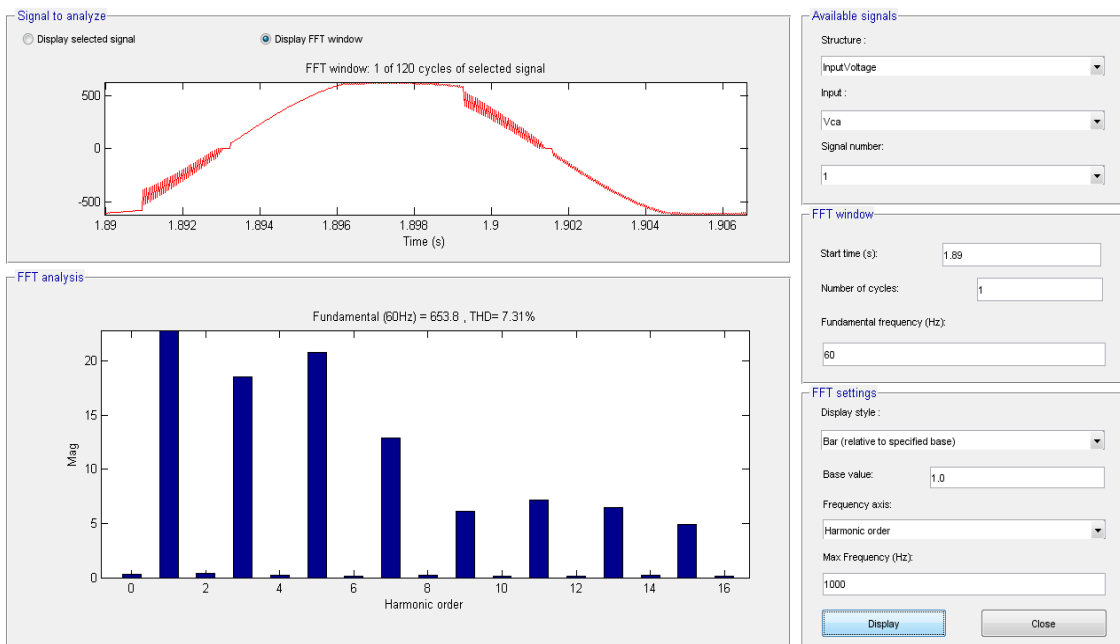 Signal to analyze
Display selected signal
Display FFT window
FFT window: 1 of 120 cycles of selected signal
500
0
-500
1.89 1.892 1.894 1.896 1.898 1.9 1.902 1.904 1.906
Time (s)
FFT analysis
Fundamental (60Hz) = 653.8 , THD= 7.31%
20
15
10
5
0
Mag
0 2 4 6 8 10 12 14 16
Harmonic order
Available signals
Structure :
InputVoltage
Input :
Vca
Signal number:
1
FFT window
Start time (s): 1.89
Number of cycles: 1
Fundamental frequency (Hz):
60
FFT settings
Display style :
Bar (relative to specified base)
Base value: 1.0
Frequency axis:
Harmonic order
Max Frequency (Hz):
1000
Display Close